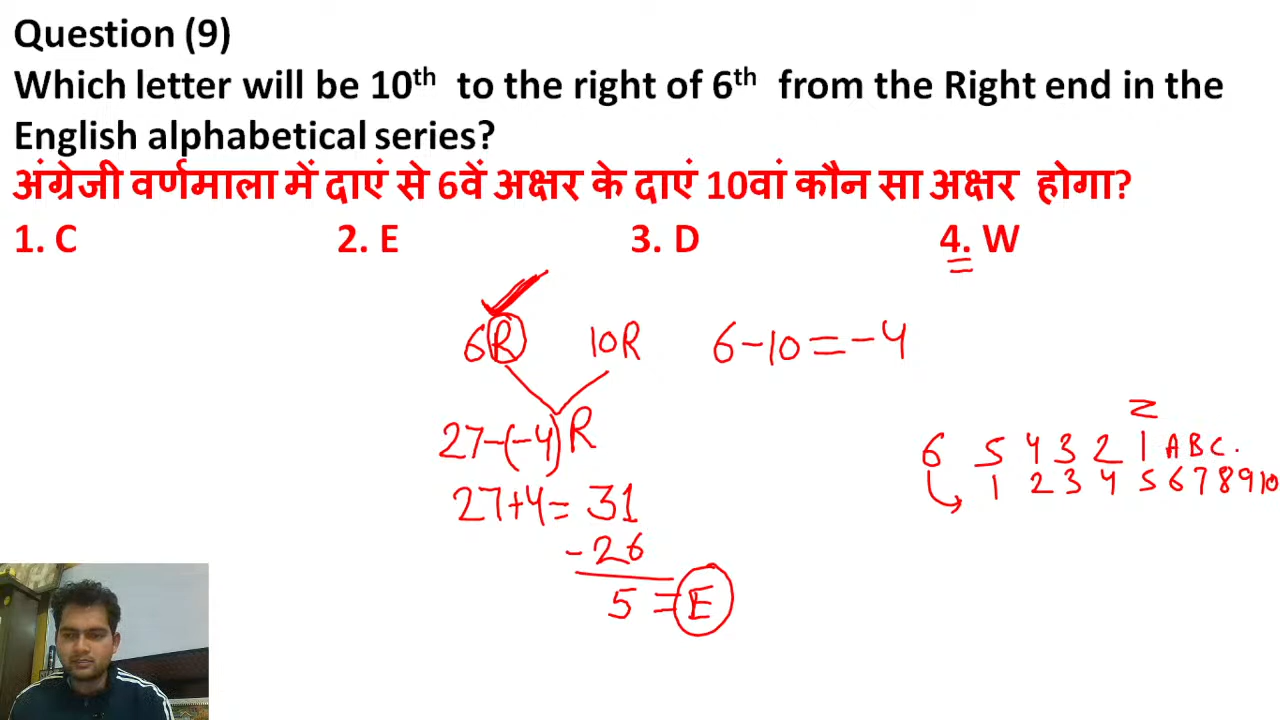 Question (9)
Which letter will be 10th to the right of 6th from the Right end in the
English alphabetical series?
अंग्रेजी वर्णमाला में दाएं से 6वें अक्षर के दाएं 10वां कौन सा अक्षर होगा?
1. C 2. E 3. D 4. W
6R 10R 6-10=-4
27-(-4)R
27+4=31
-26
5=E
Z
6 5 4 3 2 1 A B C.
1 2 3 4 5 6 7 8 9 10